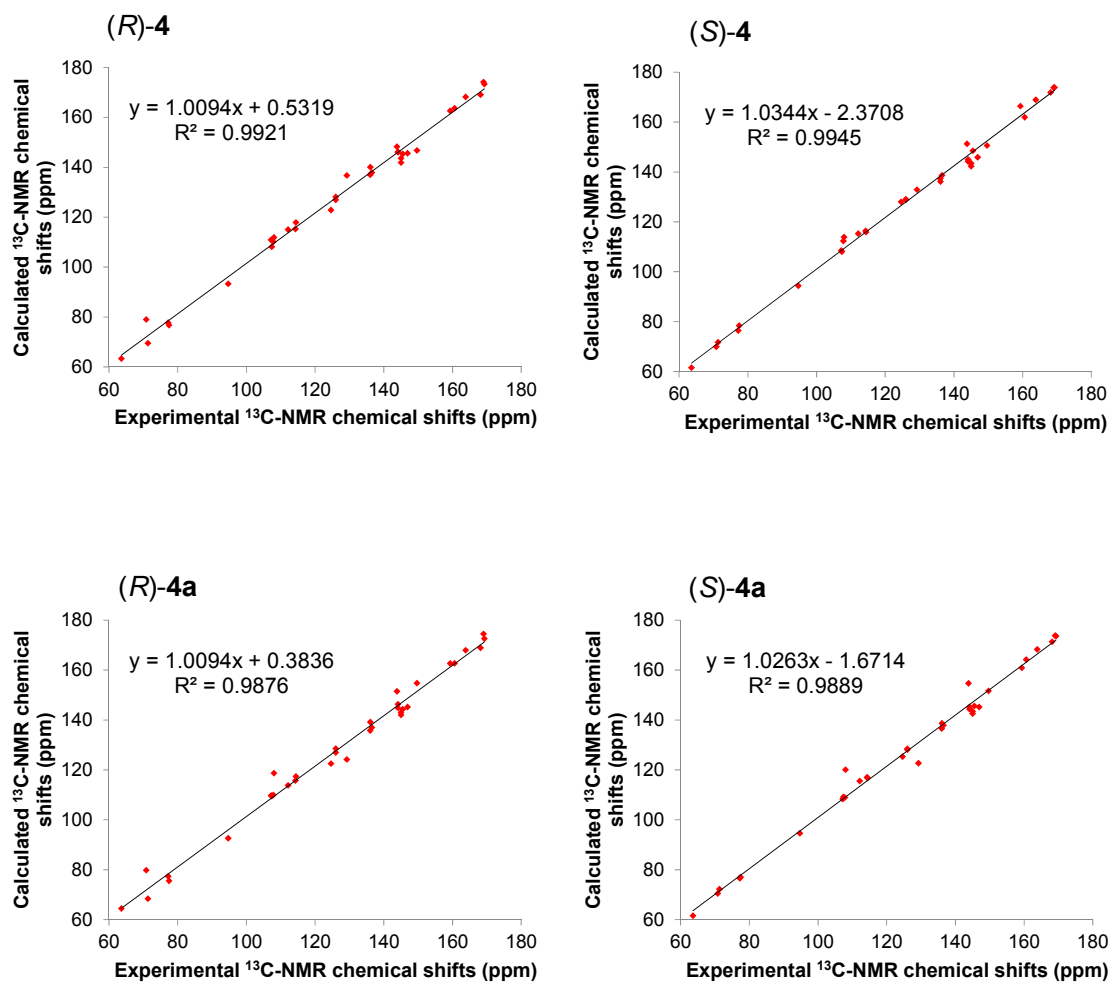 (R)-4
180
160
140
120
100
80
60
y = 1.0094x + 0.5319
R² = 0.9921
60 80 100 120 140 160 180
Calculated ¹³C-NMR chemical
shifts (ppm)
Experimental ¹³C-NMR chemical shifts (ppm)
(S)-4
180
160
140
120
100
80
60
y = 1.0344x - 2.3708
R² = 0.9945
60 80 100 120 140 160 180
Calculated ¹³C-NMR chemical
shifts (ppm)
Experimental ¹³C-NMR chemical shifts (ppm)
(R)-4a
180
160
140
120
100
80
60
y = 1.0094x + 0.3836
R² = 0.9876
60 80 100 120 140 160 180
Calculated ¹³C-NMR chemical
shifts (ppm)
Experimental ¹³C-NMR chemical shifts (ppm)
(S)-4a
180
160
140
120
100
80
60
y = 1.0263x - 1.6714
R² = 0.9889
60 80 100 120 140 160 180
Calculated ¹³C-NMR chemical
shifts (ppm)
Experimental ¹³C-NMR chemical shifts (ppm)